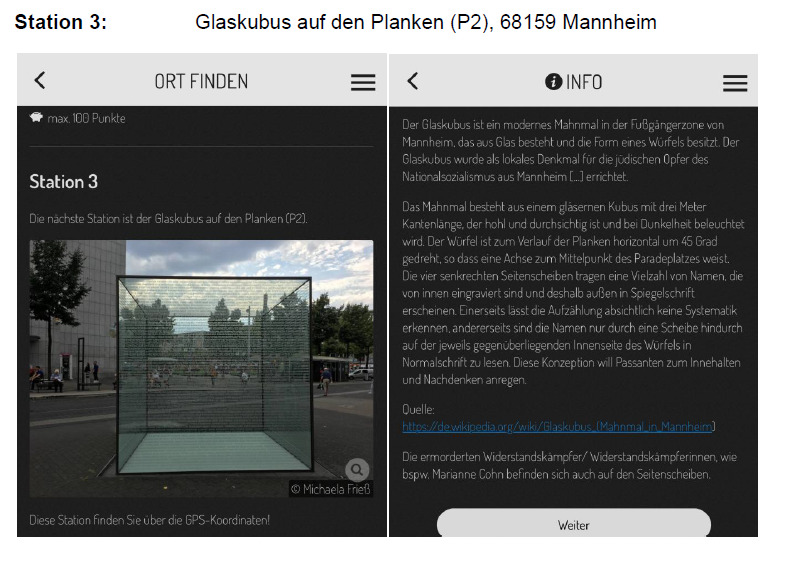 Station 3: Glaskubus auf den Planken (P2), 68159 Mannheim
ORT FINDEN
max. 100 Punkte
Station 3
Die nächste Station ist der Glaskubus auf den Planken (P2).
© Michaela Frieß
Diese Station finden Sie über die GPS-Koordinaten!
INFO
Der Glaskubus ist ein modernes Mahnmal in der Fußgängerzone von
Mannheim, das aus Glas besteht und die Form eines Würfels besitzt. Der
Glaskubus wurde als lokales Denkmal für die jüdischen Opfer des
Nationalsozialismus aus Mannheim [...] errichtet.
Das Mahnmal besteht aus einem gläsernen Kubus mit drei Meter
Kantenlänge, der hohl und durchsichtig ist und bei Dunkelheit beleuchtet
wird. Der Würfel ist zum Verlauf der Planken horizontal um 45 Grad
gedreht, so dass eine Achse zum Mittelpunkt des Paradeplatzes weist.
Die vier senkrechten Seitenscheiben tragen eine Vielzahl von Namen, die
von innen eingraviert sind und deshalb außen in Spiegelschrift
erscheinen. Einerseits lässt die Aufzählung absichtlich keine Systematik
erkennen, andererseits sind die Namen nur durch eine Scheibe hindurch
auf der jeweils gegenüberliegenden Innenseite des Würfels in
Normalschrift zu lesen. Diese Konzeption will Passanten zum Innehalten
und Nachdenken anregen.
Quelle:
https://de.wikipedia.org/wiki/Glaskubus_(Mahnmal_in_Mannheim)
Die ermorderten Widerstandskämpfer/ Widerstandskämpferinnen, wie
bspw. Marianne Cohn befinden sich auch auf den Seitenscheiben.
Weiter